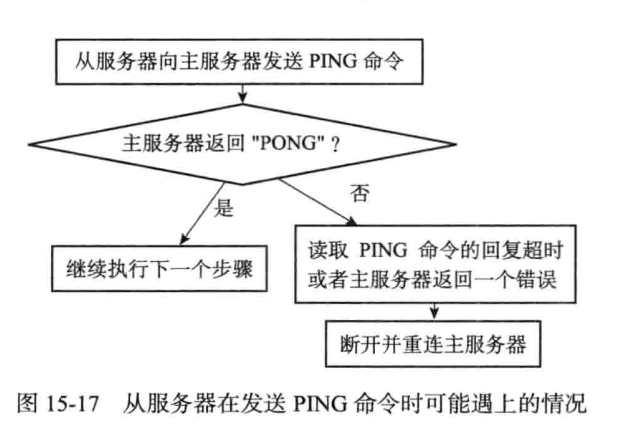 从服务器向主服务器发送 PING 命令
主服务器返回 "PONG"？
是
否
继续执行下一个步骤
读取 PING 命令的回复超时
或者主服务器返回一个错误
断开并重连主服务器
图 15-17 从服务器在发送 PING 命令时可能遇上的情况